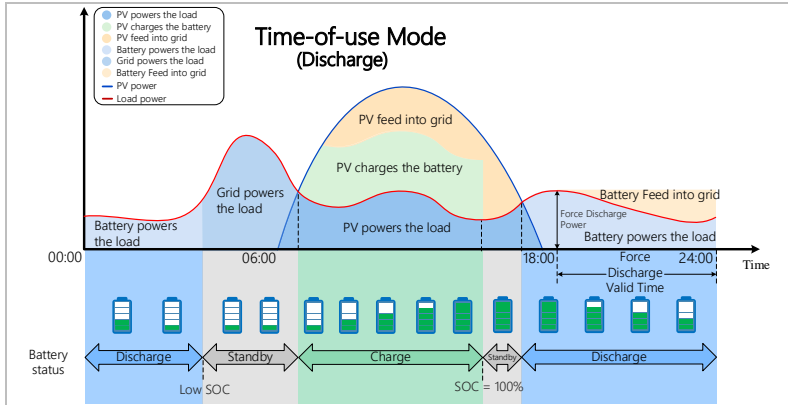 PV powers the load
PV charges the battery
PV feed into grid
Battery powers the load
Grid powers the load
Battery Feed into grid
PV power
Load power
Time-of-use Mode
(Discharge)
PV feed into grid
PV charges the battery
Grid powers
the load
PV powers the load
Battery powers
the load
Battery Feed into grid
Force Discharge
Power
Battery powers the load
00:00
06:00
18:00
Force
Discharge
Valid Time
24:00
Time
Battery
status
Discharge
Standby
Charge
Standby
Discharge
Low SOC
SOC = 100%